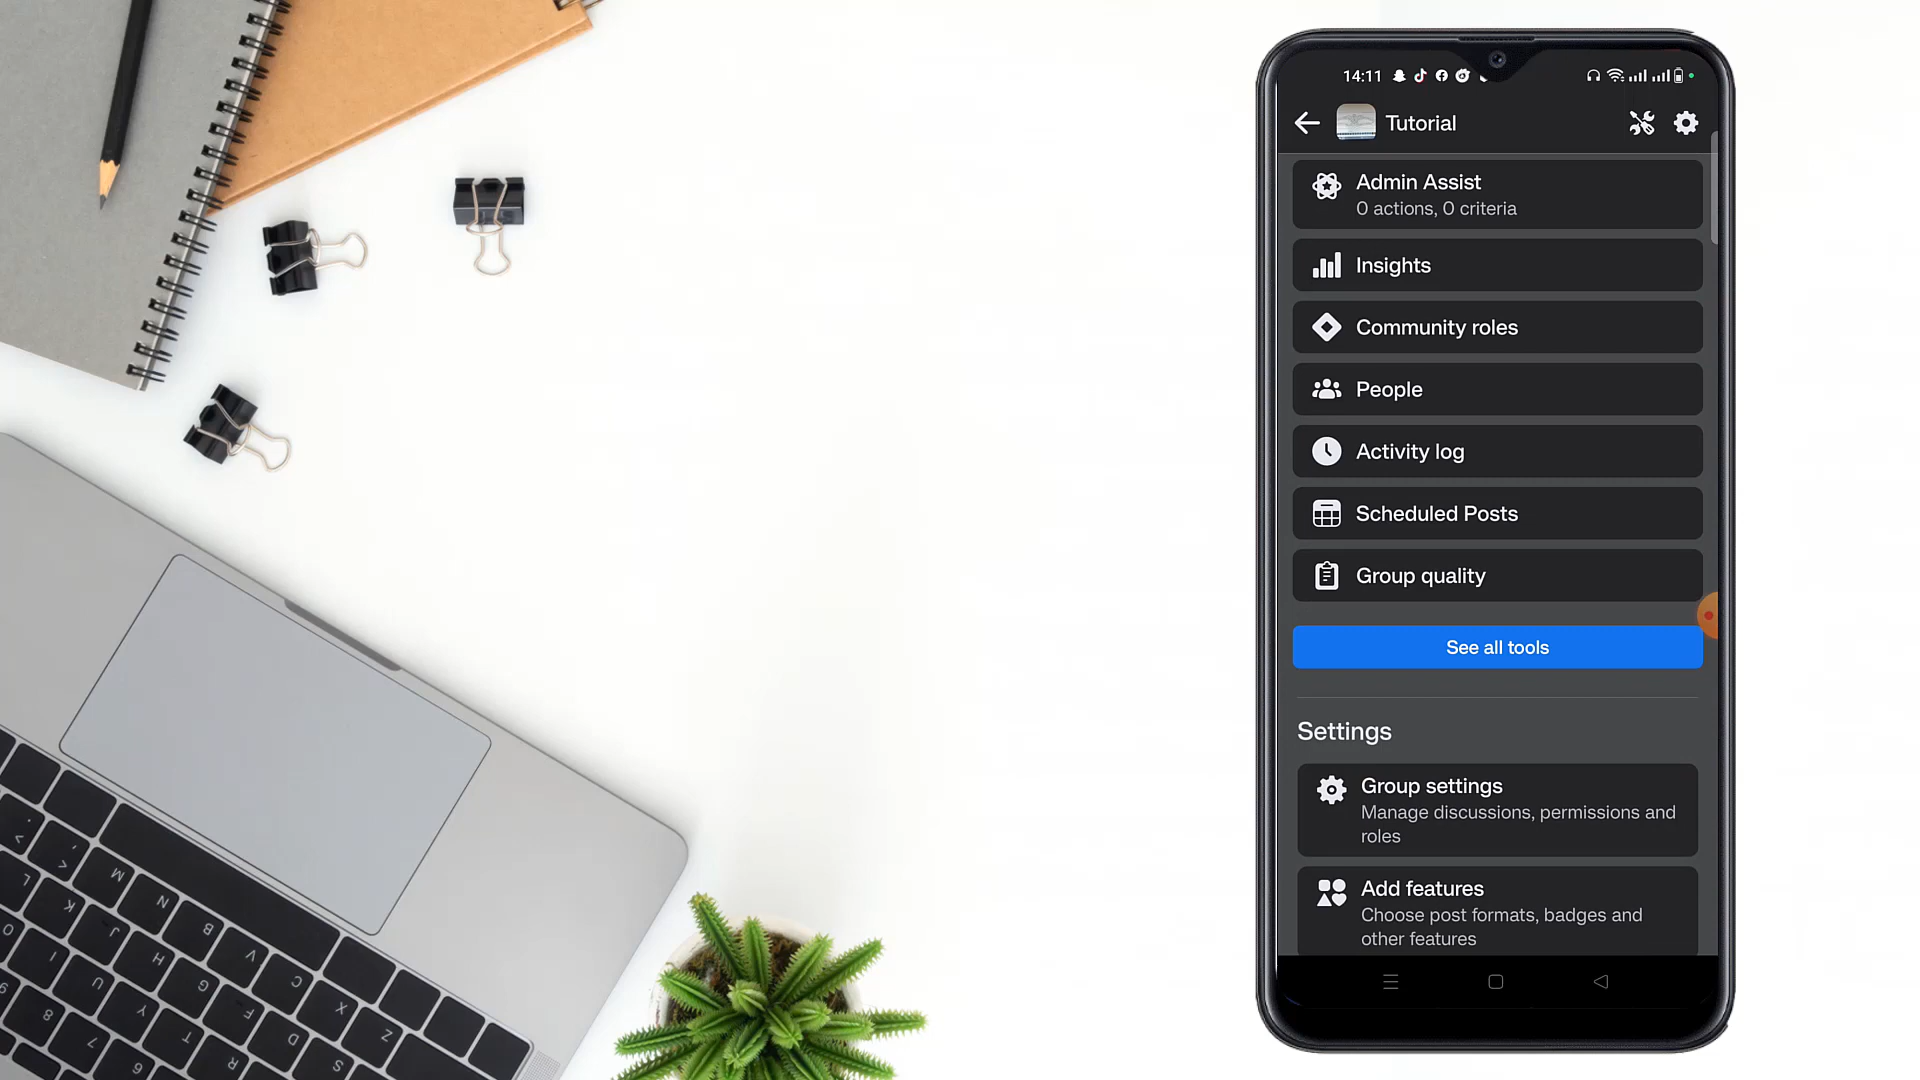 14:11
Tutorial
Admin Assist
0 actions, 0 criteria
Insights
Community roles
People
Activity log
Scheduled Posts
Group quality
See all tools
Settings
Group settings
Manage discussions, permissions and
roles
Add features
Choose post formats, badges and
other features